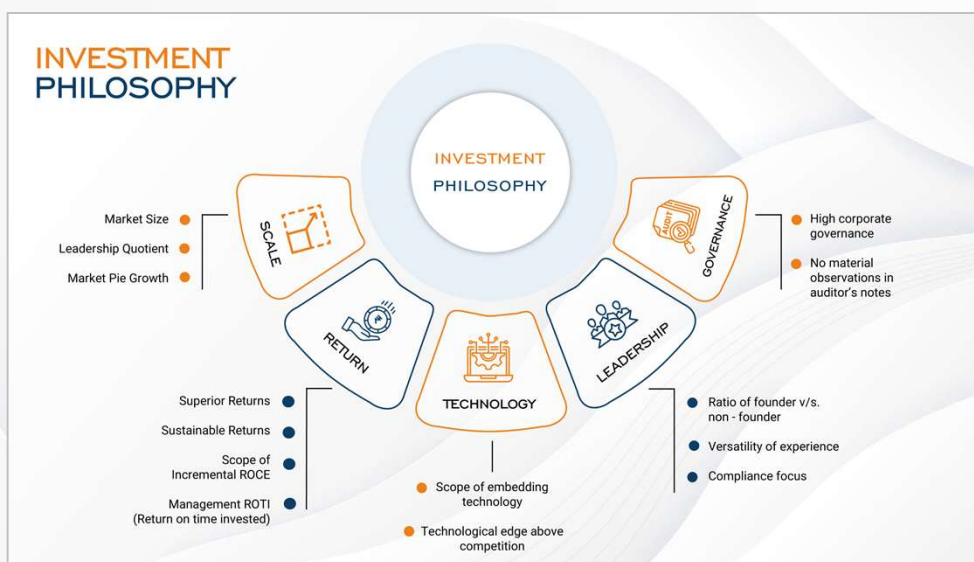 INVESTMENT
PHILOSOPHY
INVESTMENT
PHILOSOPHY
SCALE
Market Size
Leadership Quotient
Market Pie Growth
RETURN
Superior Returns
Sustainable Returns
Scope of
Incremental ROCE
Management ROTI
(Return on time invested)
TECHNOLOGY
Scope of embedding
technology
Technological edge above
competition
LEADERSHIP
Ratio of founder v/s.
non - founder
Versatility of experience
Compliance focus
AUDIT
GOVERNANCE
High corporate
governance
No material
observations in
auditor's notes